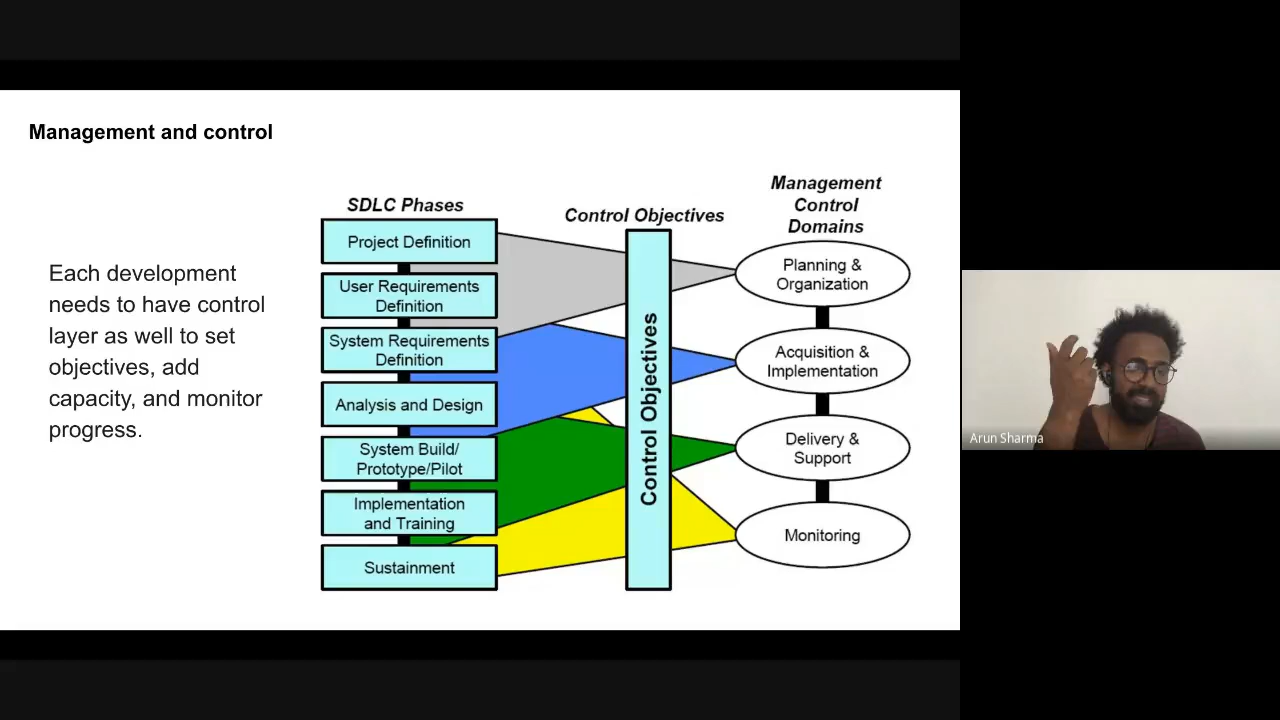 Management and control
Each development
needs to have control
layer as well to set
objectives, add
capacity, and monitor
progress.
SDLC Phases
Project Definition
User Requirements
Definition
System Requirements
Definition
Analysis and Design
System Build/
Prototype/Pilot
Implementation
and Training
Sustainment
Control Objectives
Control Objectives
Management
Control
Domains
Planning &
Organization
Acquisition &
Implementation
Delivery &
Support
Monitoring
Arun Sharma